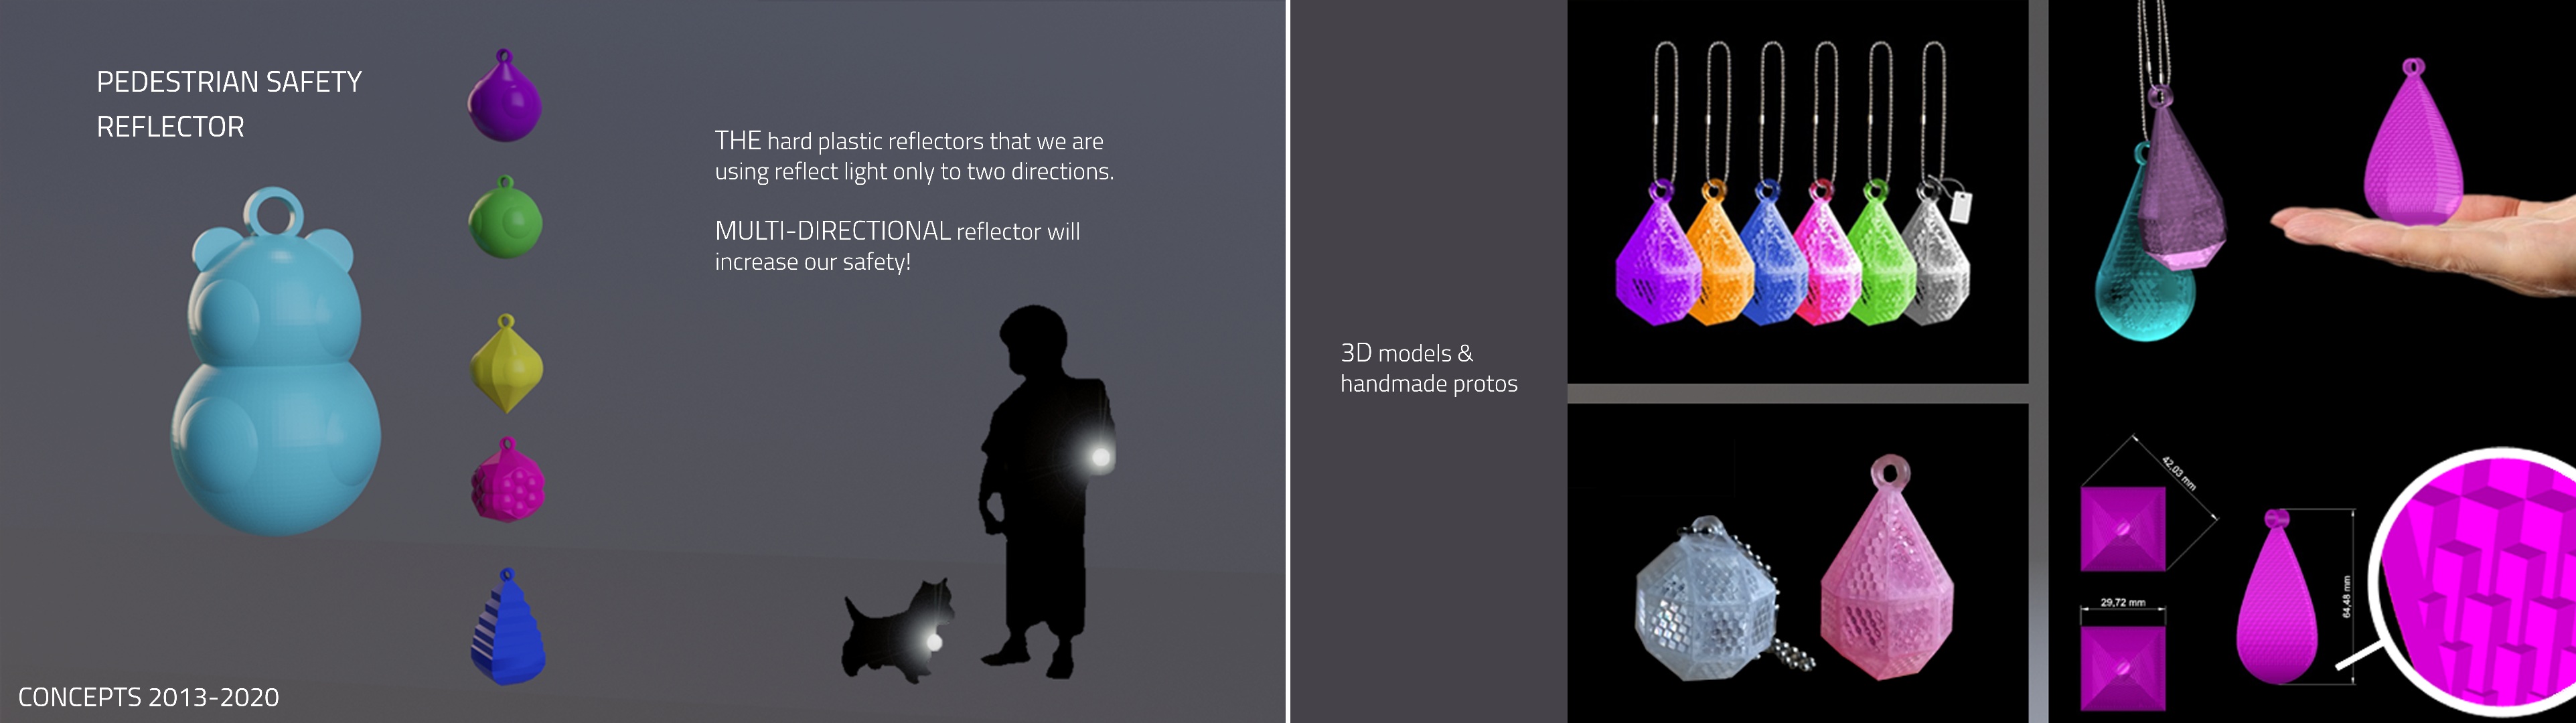 PEDESTRIAN SAFETY
REFLECTOR
THE hard plastic reflectors that we are
using reflect light only to two directions.
MULTI-DIRECTIONAL reflector will
increase our safety!
CONCEPTS 2013-2020
3D models &
handmade protos
42,03 mm
29,72 mm
64,48 mm